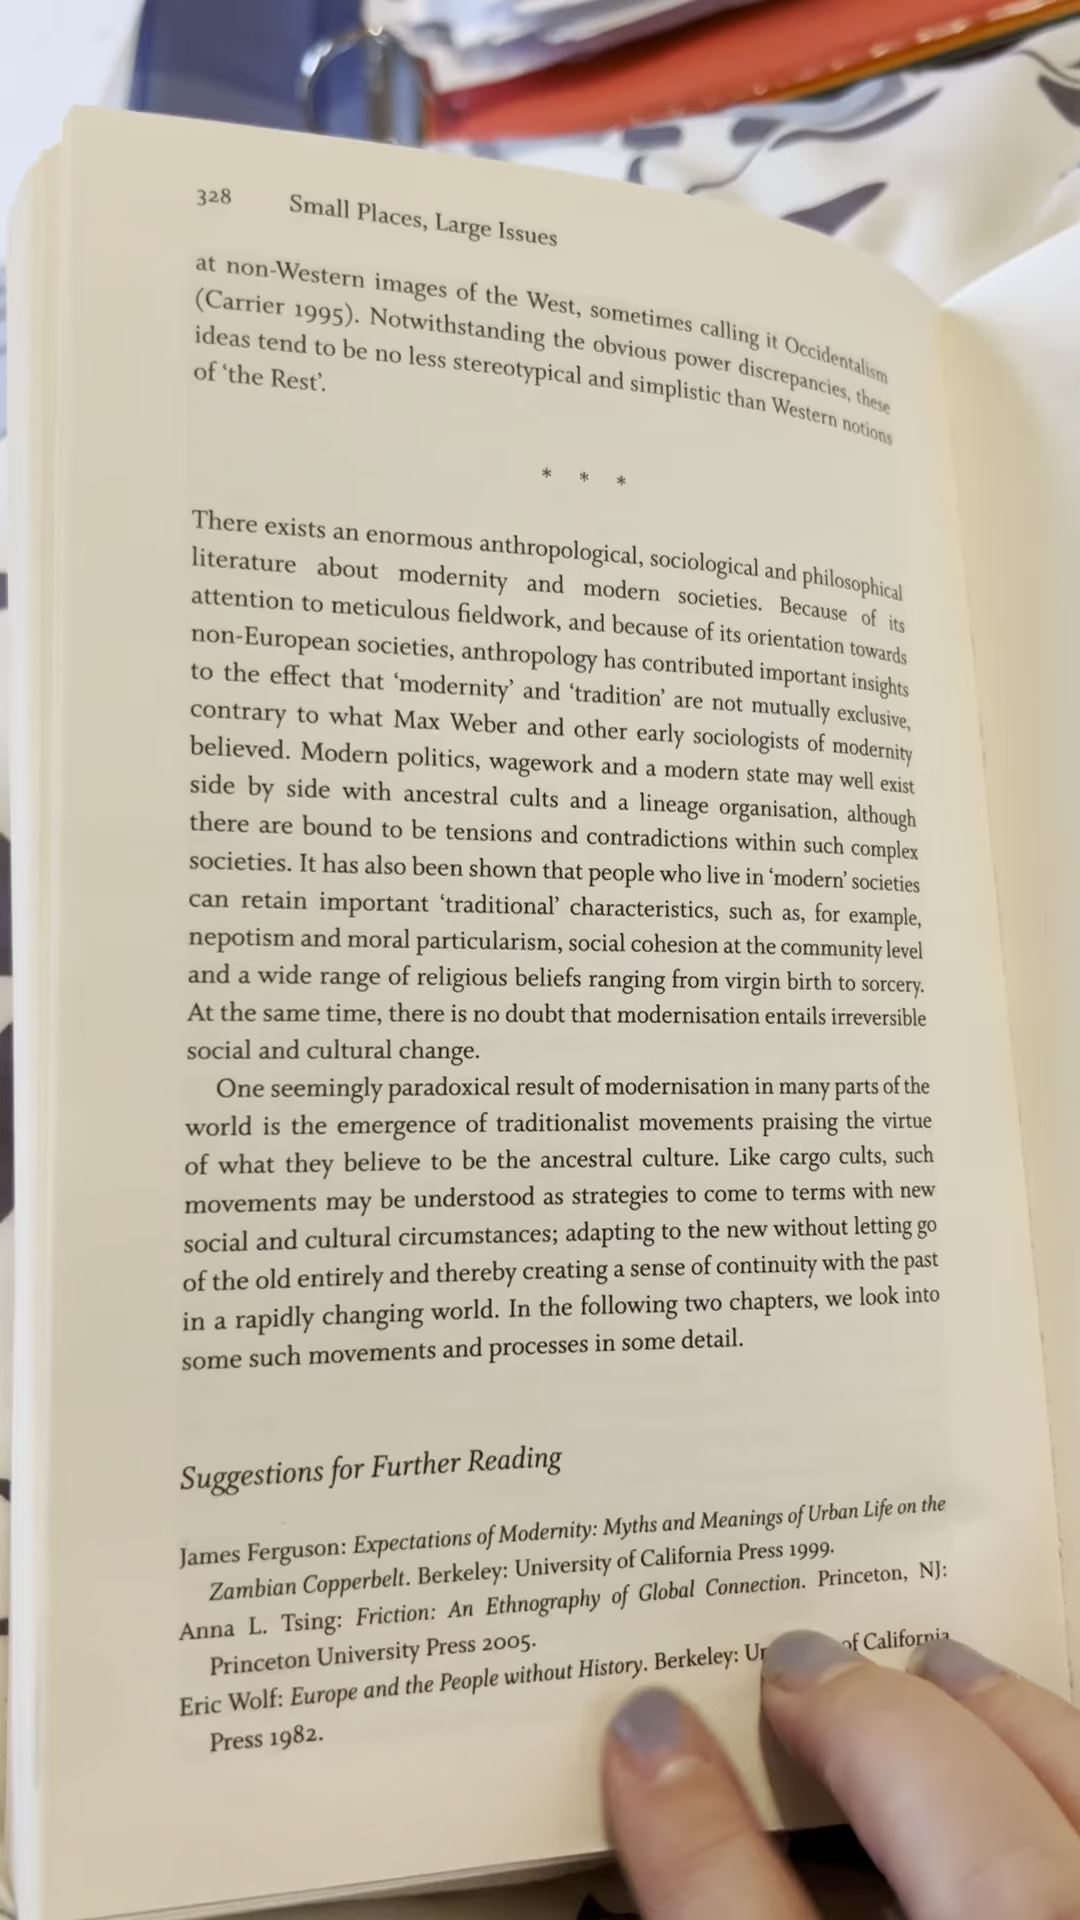 328 Small Places, Large Issues
at non-Western images of the West, sometimes calling it Occidentalism
(Carrier 1995). Notwithstanding the obvious power discrepancies, these
ideas tend to be no less stereotypical and simplistic than Western notions
of ‘the Rest’.
* * *
There exists an enormous anthropological, sociological and philosophical
literature about modernity and modern societies. Because of its
attention to meticulous fieldwork, and because of its orientation towards
non-European societies, anthropology has contributed important insights
to the effect that ‘modernity’ and ‘tradition’ are not mutually exclusive,
contrary to what Max Weber and other early sociologists of modernity
believed. Modern politics, wagework and a modern state may well exist
side by side with ancestral cults and a lineage organisation, although
there are bound to be tensions and contradictions within such complex
societies. It has also been shown that people who live in ‘modern’ societies
can retain important ‘traditional’ characteristics, such as, for example,
nepotism and moral particularism, social cohesion at the community level
and a wide range of religious beliefs ranging from virgin birth to sorcery.
At the same time, there is no doubt that modernisation entails irreversible
social and cultural change.
One seemingly paradoxical result of modernisation in many parts of the
world is the emergence of traditionalist movements praising the virtue
of what they believe to be the ancestral culture. Like cargo cults, such
movements may be understood as strategies to come to terms with new
social and cultural circumstances; adapting to the new without letting go
of the old entirely and thereby creating a sense of continuity with the past
in a rapidly changing world. In the following two chapters, we look into
some such movements and processes in some detail.
Suggestions for Further Reading
James Ferguson: Expectations of Modernity: Myths and Meanings of Urban Life on the
Zambian Copperbelt. Berkeley: University of California Press 1999.
Anna L. Tsing: Friction: An Ethnography of Global Connection. Princeton, NJ:
Princeton University Press 2005.
Eric Wolf: Europe and the People without History. Berkeley: of California
Press 1982.